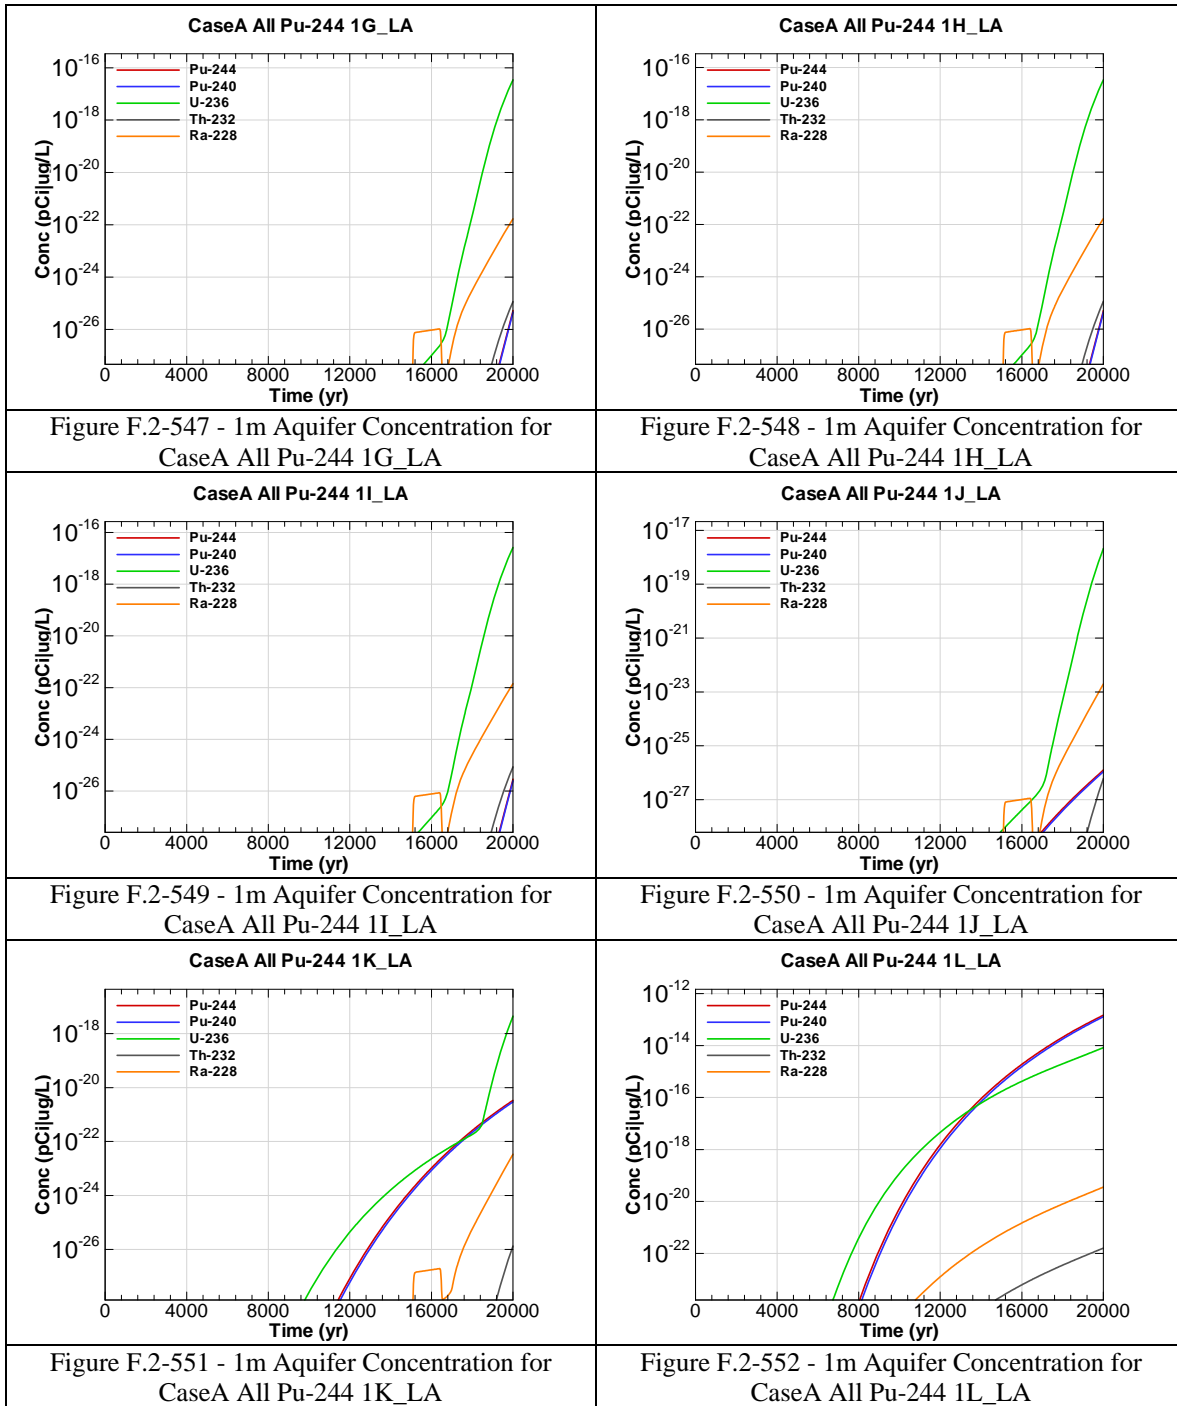 CaseA All Pu-244 1G_LA
Conc (pCi|ug/L)
10-16
10-18
10-20
10-22
10-24
10-26
Pu-244
Pu-240
U-236
Th-232
Ra-228
0 4000 8000 12000 16000 20000
Time (yr)
Figure F.2-547 - 1m Aquifer Concentration for
CaseA All Pu-244 1G_LA
CaseA All Pu-244 1H_LA
Conc (pCi|ug/L)
10-16
10-18
10-20
10-22
10-24
10-26
Pu-244
Pu-240
U-236
Th-232
Ra-228
0 4000 8000 12000 16000 20000
Time (yr)
Figure F.2-548 - 1m Aquifer Concentration for
CaseA All Pu-244 1H_LA
CaseA All Pu-244 1I_LA
Conc (pCi|ug/L)
10-16
10-18
10-20
10-22
10-24
10-26
Pu-244
Pu-240
U-236
Th-232
Ra-228
0 4000 8000 12000 16000 20000
Time (yr)
Figure F.2-549 - 1m Aquifer Concentration for
CaseA All Pu-244 1I_LA
CaseA All Pu-244 1J_LA
Conc (pCi|ug/L)
10-17
10-19
10-21
10-23
10-25
10-27
Pu-244
Pu-240
U-236
Th-232
Ra-228
0 4000 8000 12000 16000 20000
Time (yr)
Figure F.2-550 - 1m Aquifer Concentration for
CaseA All Pu-244 1J_LA
CaseA All Pu-244 1K_LA
Conc (pCi|ug/L)
10-18
10-20
10-22
10-24
10-26
Pu-244
Pu-240
U-236
Th-232
Ra-228
0 4000 8000 12000 16000 20000
Time (yr)
Figure F.2-551 - 1m Aquifer Concentration for
CaseA All Pu-244 1K_LA
CaseA All Pu-244 1L_LA
Conc (pCi|ug/L)
10-12
10-14
10-16
10-18
10-20
10-22
Pu-244
Pu-240
U-236
Th-232
Ra-228
0 4000 8000 12000 16000 20000
Time (yr)
Figure F.2-552 - 1m Aquifer Concentration for
CaseA All Pu-244 1L_LA